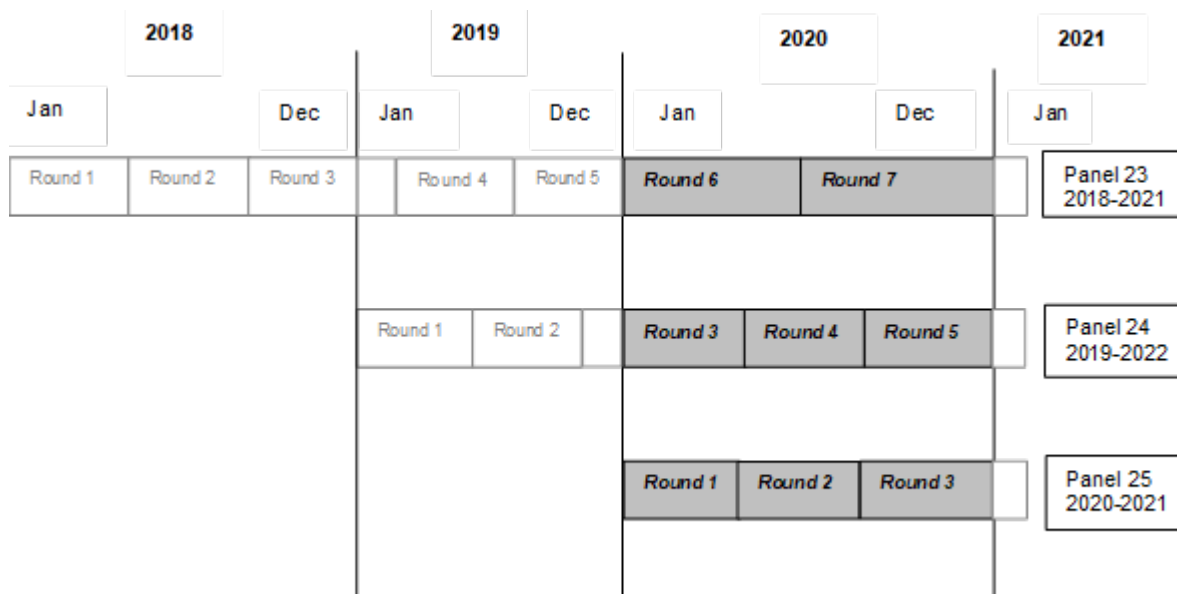 2018 2019 2020 2021
Jan Dec Jan Dec Jan Dec Jan
Round 1 Round 2 Round 3 Round 4 Round 5 Round 6 Round 7 Panel 23
2018-2021
Round 1 Round 2 Round 3 Round 4 Round 5 Panel 24
2019-2022
Round 1 Round 2 Round 3 Panel 25
2020-2021